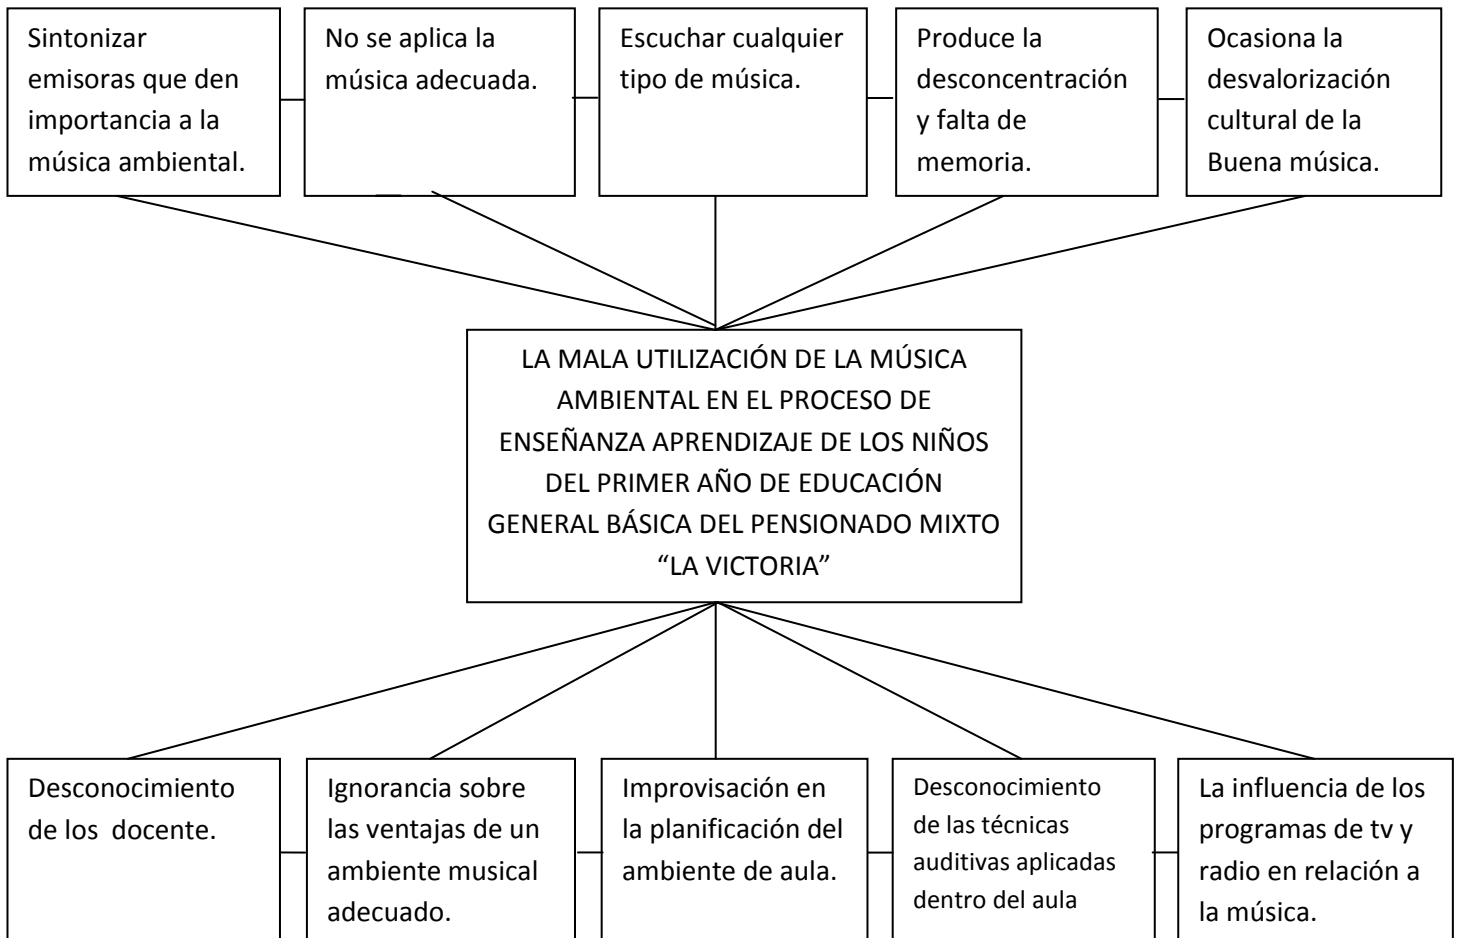 Sintonizar
emisoras que den
importancia a la
música ambiental.
No se aplica la
música adecuada.
Escuchar cualquier
tipo de música.
Produce la
desconcentración
y falta de
memoria.
Ocasiona la
desvalorización
cultural de la
Buena música.
LA MALA UTILIZACIÓN DE LA MÚSICA
AMBIENTAL EN EL PROCESO DE
ENSEÑANZA APRENDIZAJE DE LOS NIÑOS
DEL PRIMER AÑO DE EDUCACIÓN
GENERAL BÁSICA DEL PENSIONADO MIXTO
“LA VICTORIA”
Desconocimiento
de los  docente.
Ignorancia sobre
las ventajas de un
ambiente musical
adecuado.
Improvisación en
la planificación del
ambiente de aula.
Desconocimiento
de las técnicas
auditivas aplicadas
dentro del aula
La influencia de los
programas de tv y
radio en relación a
la música.